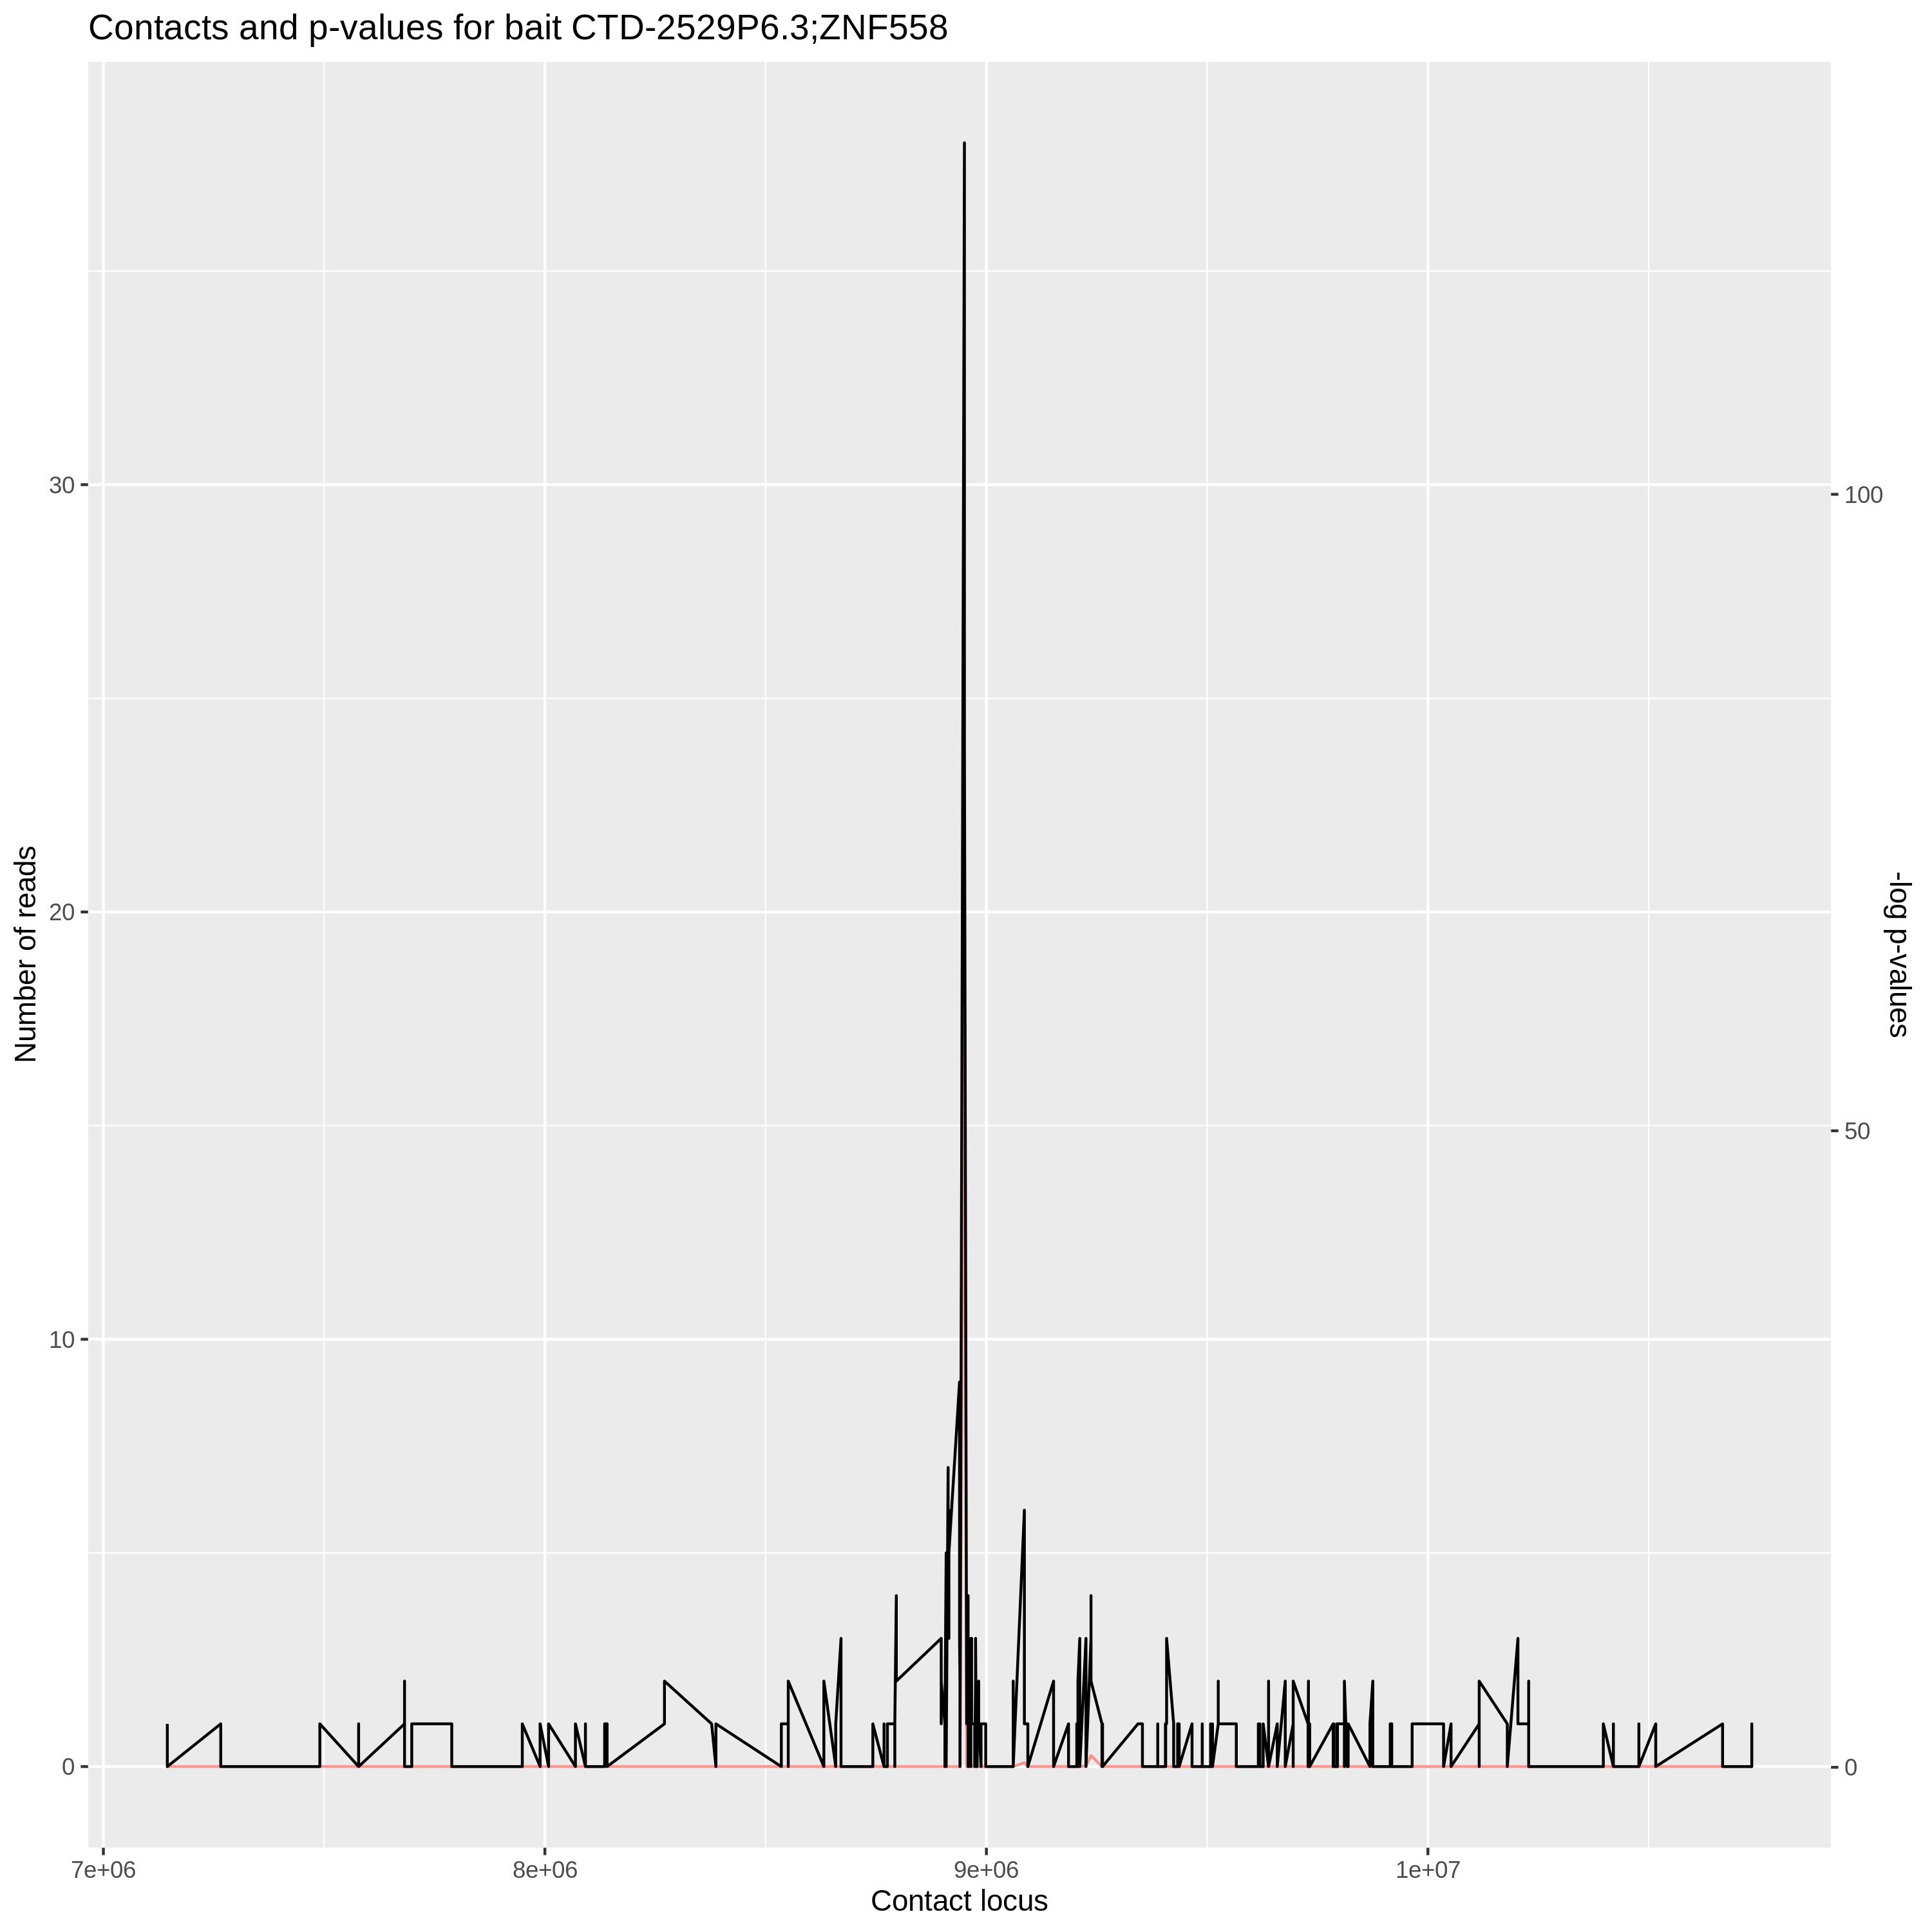 Contacts and p-values for bait CTD-2529P6.3;ZNF558
Number of reads
30
20
10
0
100
50
0
-log p-values
7e+06 8e+06 9e+06 1e+07
Contact locus